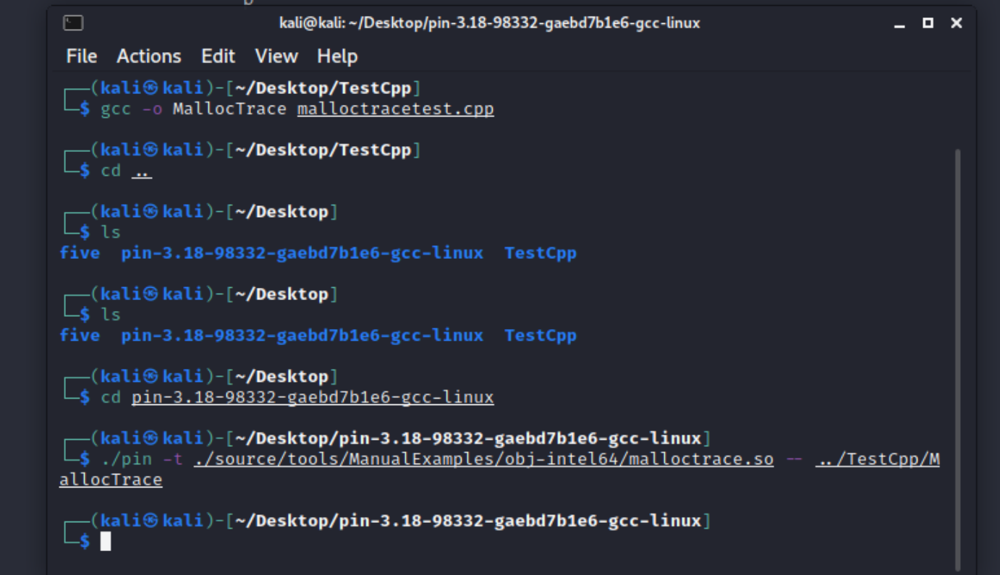 kali@kali: ~/Desktop/pin-3.18-98332-gaebd7b1e6-gcc-linux
File Actions Edit View Help
┌──(kali㉿kali)-[~/Desktop/TestCpp]
└─$ gcc -o MallocTrace malloctracetest.cpp
┌──(kali㉿kali)-[~/Desktop/TestCpp]
└─$ cd ..
┌──(kali㉿kali)-[~/Desktop]
└─$ ls
five pin-3.18-98332-gaebd7b1e6-gcc-linux TestCpp
┌──(kali㉿kali)-[~/Desktop]
└─$ ls
five pin-3.18-98332-gaebd7b1e6-gcc-linux TestCpp
┌──(kali㉿kali)-[~/Desktop]
└─$ cd pin-3.18-98332-gaebd7b1e6-gcc-linux
┌──(kali㉿kali)-[~/Desktop/pin-3.18-98332-gaebd7b1e6-gcc-linux]
└─$ ./pin -t ./source/tools/ManualExamples/obj-intel64/malloctrace.so -- ../TestCpp/M
allocTrace
┌──(kali㉿kali)-[~/Desktop/pin-3.18-98332-gaebd7b1e6-gcc-linux]
└─$